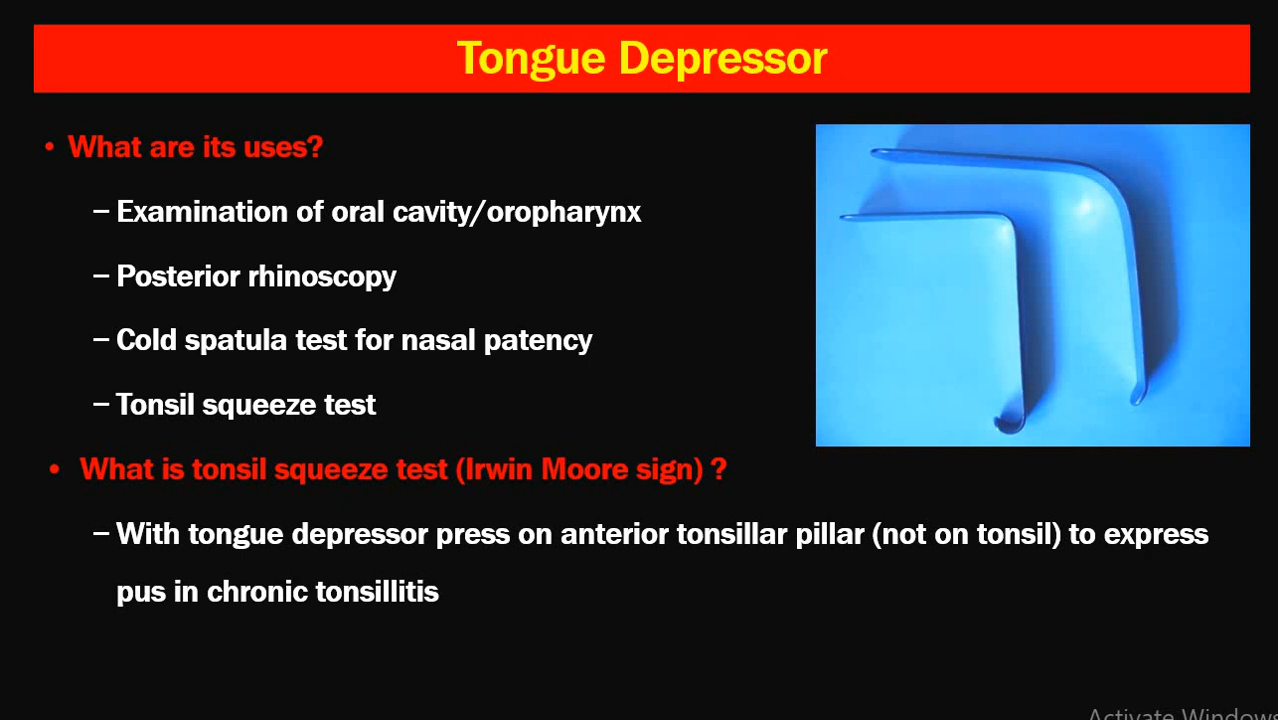 Tongue Depressor
• What are its uses?
– Examination of oral cavity/oropharynx
– Posterior rhinoscopy
– Cold spatula test for nasal patency
– Tonsil squeeze test
• What is tonsil squeeze test (Irwin Moore sign) ?
– With tongue depressor press on anterior tonsillar pillar (not on tonsil) to express
pus in chronic tonsillitis
Activate Windows